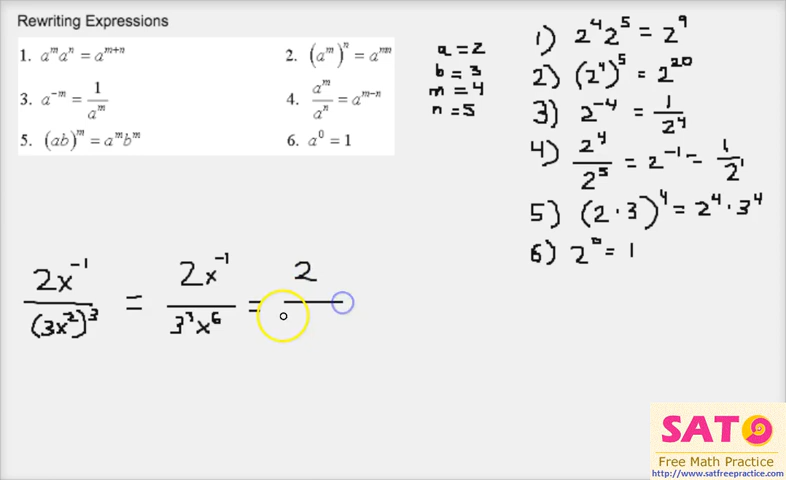 Rewriting Expressions
1. a^m a^n = a^{m+n}
2. (a^m)^n = a^{mn}
3. a^{-m} = 1/a^m
4. a^m/a^n = a^{m-n}
5. (ab)^m = a^m b^m
6. a^0 = 1
a = 2
b = 3
m = 4
n = 5
1) 2^4 2^5 = 2^9
2) (2^4)^5 = 2^{20}
3) 2^{-4} = 1/2^4
4) 2^4/2^5 = 2^{-1} = 1/2^1
5) (2 · 3)^4 = 2^4 · 3^4
6) 2^0 = 1
2x^{-1}/(3x^2)^3 = 2x^{-1}/3^3 x^6 = 2/
SAT
Free Math Practice
http://www.satfreepractice.com